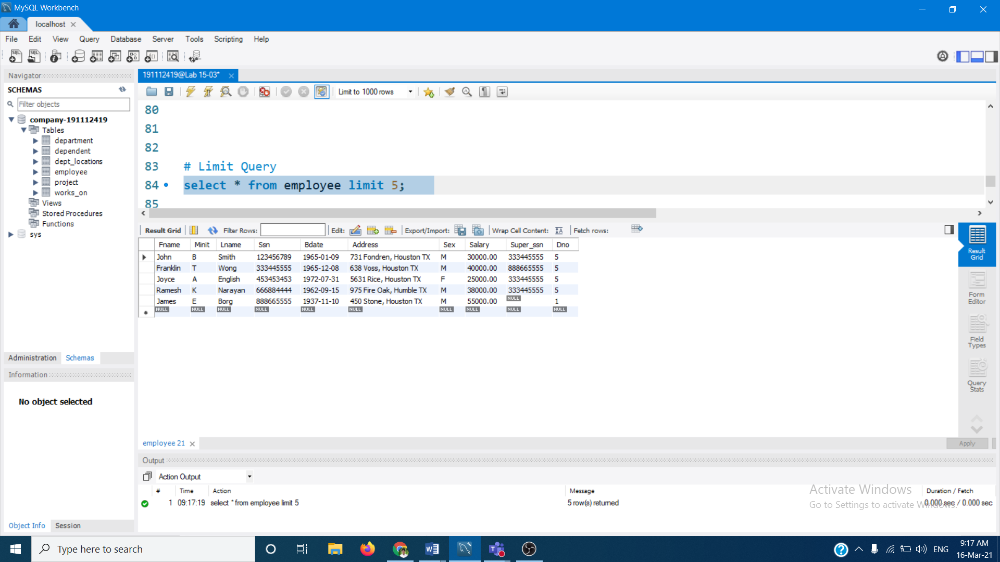 MySQL Workbench
localhost
File Edit View Query Database Server Tools Scripting Help
Navigator
SCHEMAS
Filter objects
company-191112419
Tables
department
dependent
dept_locations
employee
project
works_on
Views
Stored Procedures
Functions
sys
Administration Schemas
Information
No object selected
Object Info Session
191112419@Lab 15-03*
Limit to 1000 rows
80
81
82
83 # Limit Query
84 select * from employee limit 5;
85
Result Grid Filter Rows: Edit: Export/Import: Wrap Cell Content: Fetch rows:
Fname Minit Lname Ssn Bdate Address Sex Salary Super_ssn Dno
John B Smith 123456789 1965-01-09 731 Fondren, Houston TX M 30000.00 333445555 5
Franklin T Wong 333445555 1965-12-08 638 Voss, Houston TX M 40000.00 888665555 5
Joyce A English 453453453 1972-07-31 5631 Rice, Houston TX F 25000.00 333445555 5
Ramesh K Narayan 666884444 1962-09-15 975 Fire Oak, Humble TX M 38000.00 333445555 5
James E Borg 888665555 1937-11-10 450 Stone, Houston TX M 55000.00 NULL 1
NULL NULL NULL NULL NULL NULL NULL NULL NULL NULL
Result
Grid
Form
Editor
Field
Types
Query
Stats
employee 21
Apply
Output
Action Output
# Time Action Message Duration / Fetch
1 09:17:19 select * from employee limit 5 5 row(s) returned 0.000 sec / 0.000 sec
Activate Windows
Go to Settings to activate Windows.
Type here to search
ENG
9:17 AM
16-Mar-21